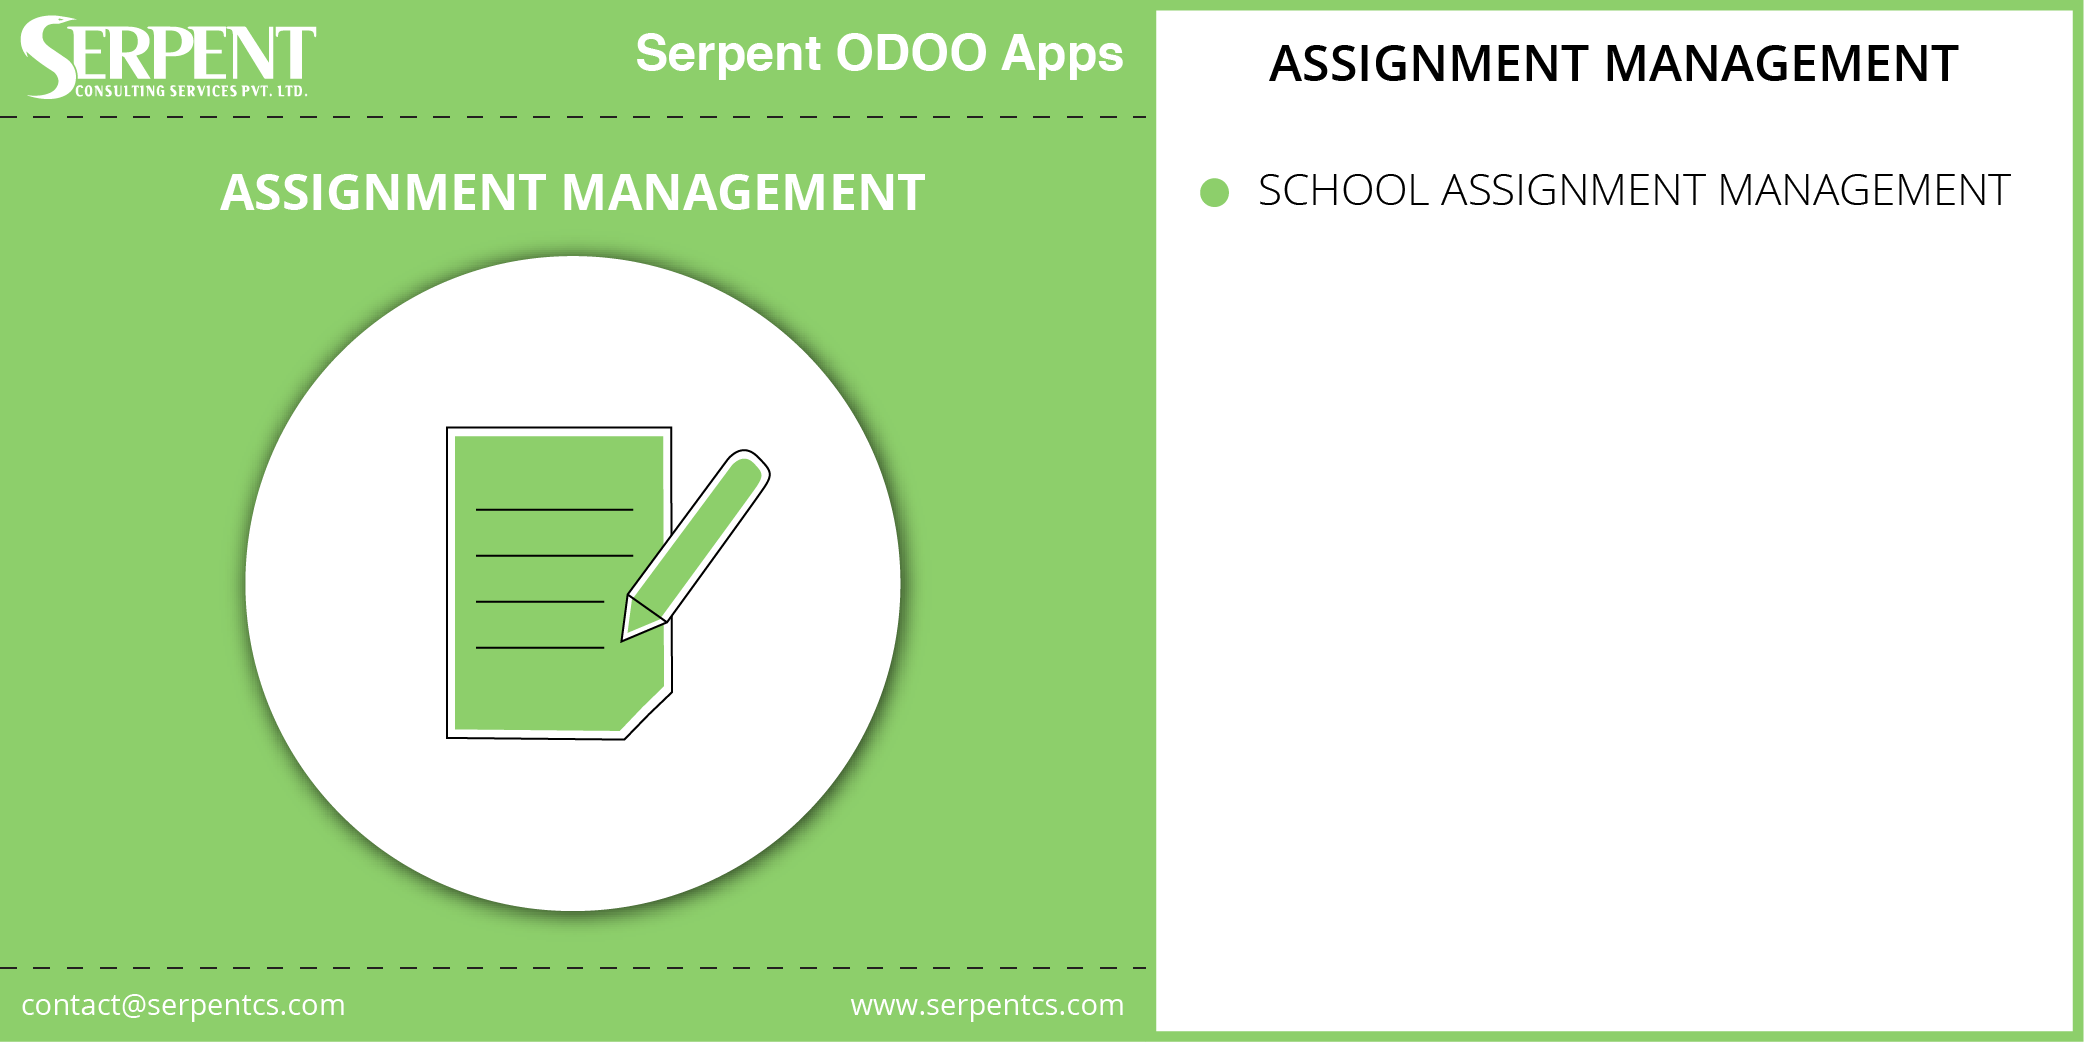 SERPENT
CONSULTING SERVICES PVT. LTD.
Serpent ODOO Apps
ASSIGNMENT MANAGEMENT
contact@serpentcs.com
www.serpentcs.com
ASSIGNMENT MANAGEMENT
SCHOOL ASSIGNMENT MANAGEMENT